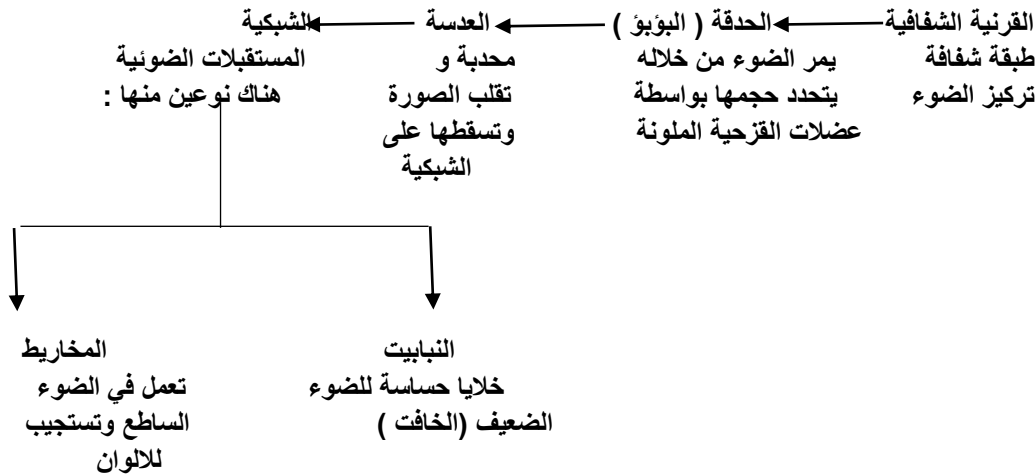 القرنية الشفافية
طبقة شفافة
تركيز الضوء
الحدقة ( البؤبؤ )
يمر الضوء من خلاله
يتحدد حجمها بواسطة
عضلات القزحية الملونة
العدسة
محدبة و
تقلب الصورة
وتسقطها على
الشبكية
الشبكية
المستقبلات الضوئية
هناك نوعين منها :
النبابيت
خلايا حساسة للضوء
الضعيف (الخافت )
المخاريط
تعمل في الضوء
الساطع وتستجيب
للالوان